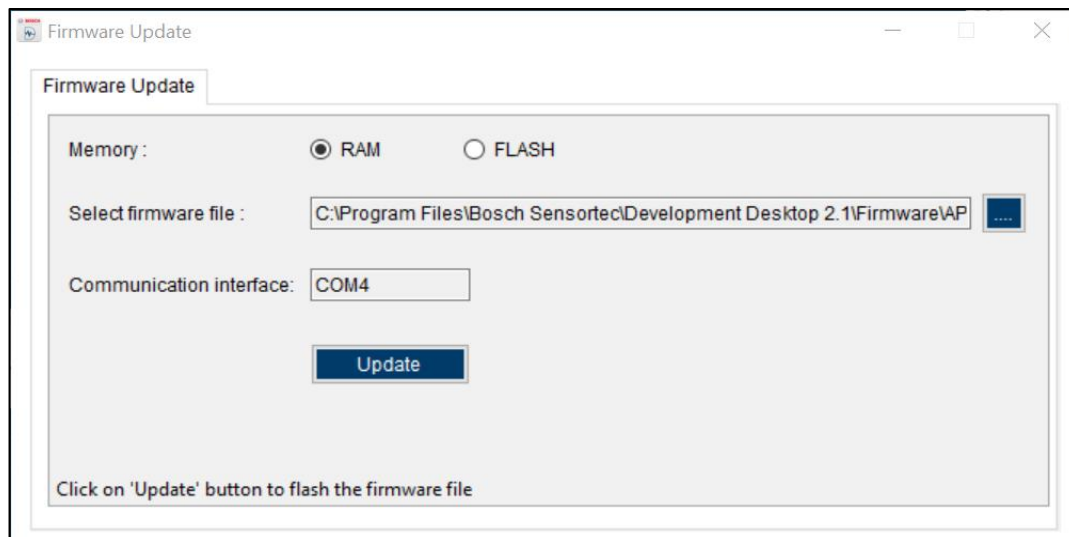 Firmware Update
Firmware Update
Memory : RAM FLASH
Select firmware file : C:\Program Files\Bosch Sensortec\Development Desktop 2.1\Firmware\AP ....
Communication interface: COM4
Update
Click on 'Update' button to flash the firmware file